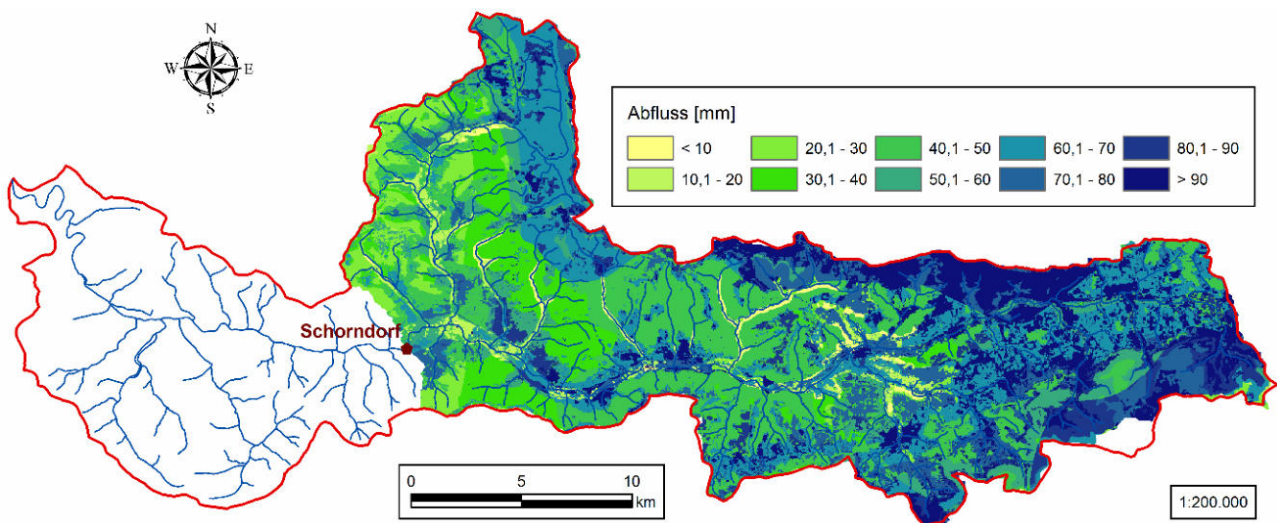 N
W E
S
Abfluss [mm]
< 10 20,1 - 30 40,1 - 50 60,1 - 70 80,1 - 90
10,1 - 20 30,1 - 40 50,1 - 60 70,1 - 80 > 90
Schorndorf
0 5 10
km
1:200.000